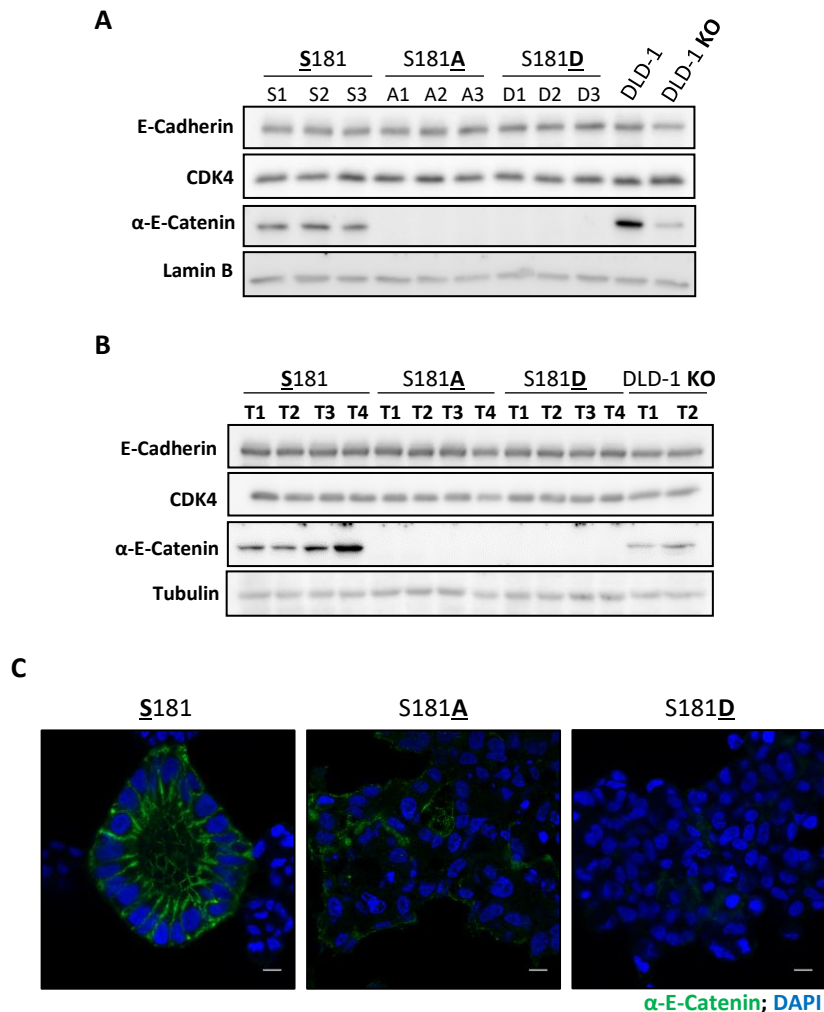 A
S181 S181A S181D DLD-1 DLD-1 KO
S1 S2 S3 A1 A2 A3 D1 D2 D3
E-Cadherin
CDK4
α-E-Catenin
Lamin B
B
S181 S181A S181D DLD-1 KO
T1 T2 T3 T4 T1 T2 T3 T4 T1 T2 T3 T4 T1 T2
E-Cadherin
CDK4
α-E-Catenin
Tubulin
C
S181 S181A S181D
α-E-Catenin; DAPI